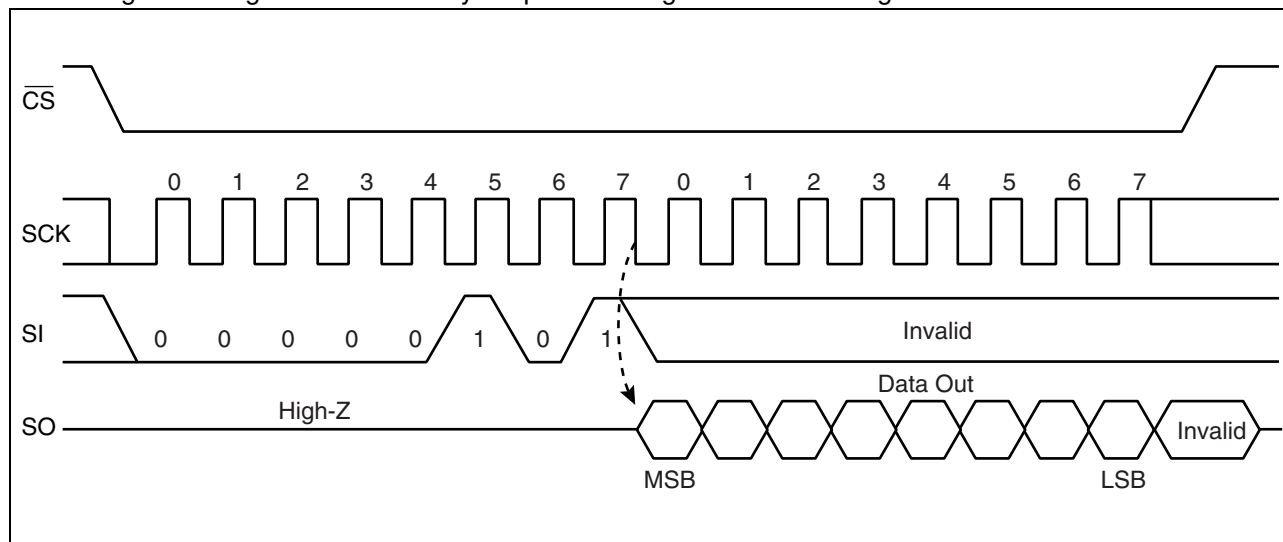 CS
0 1 2 3 4 5 6 7 0 1 2 3 4 5 6 7
SCK
SI
0 0 0 0 0 1 0 1
Invalid
Data Out
High-Z
SO
Invalid
MSB
LSB